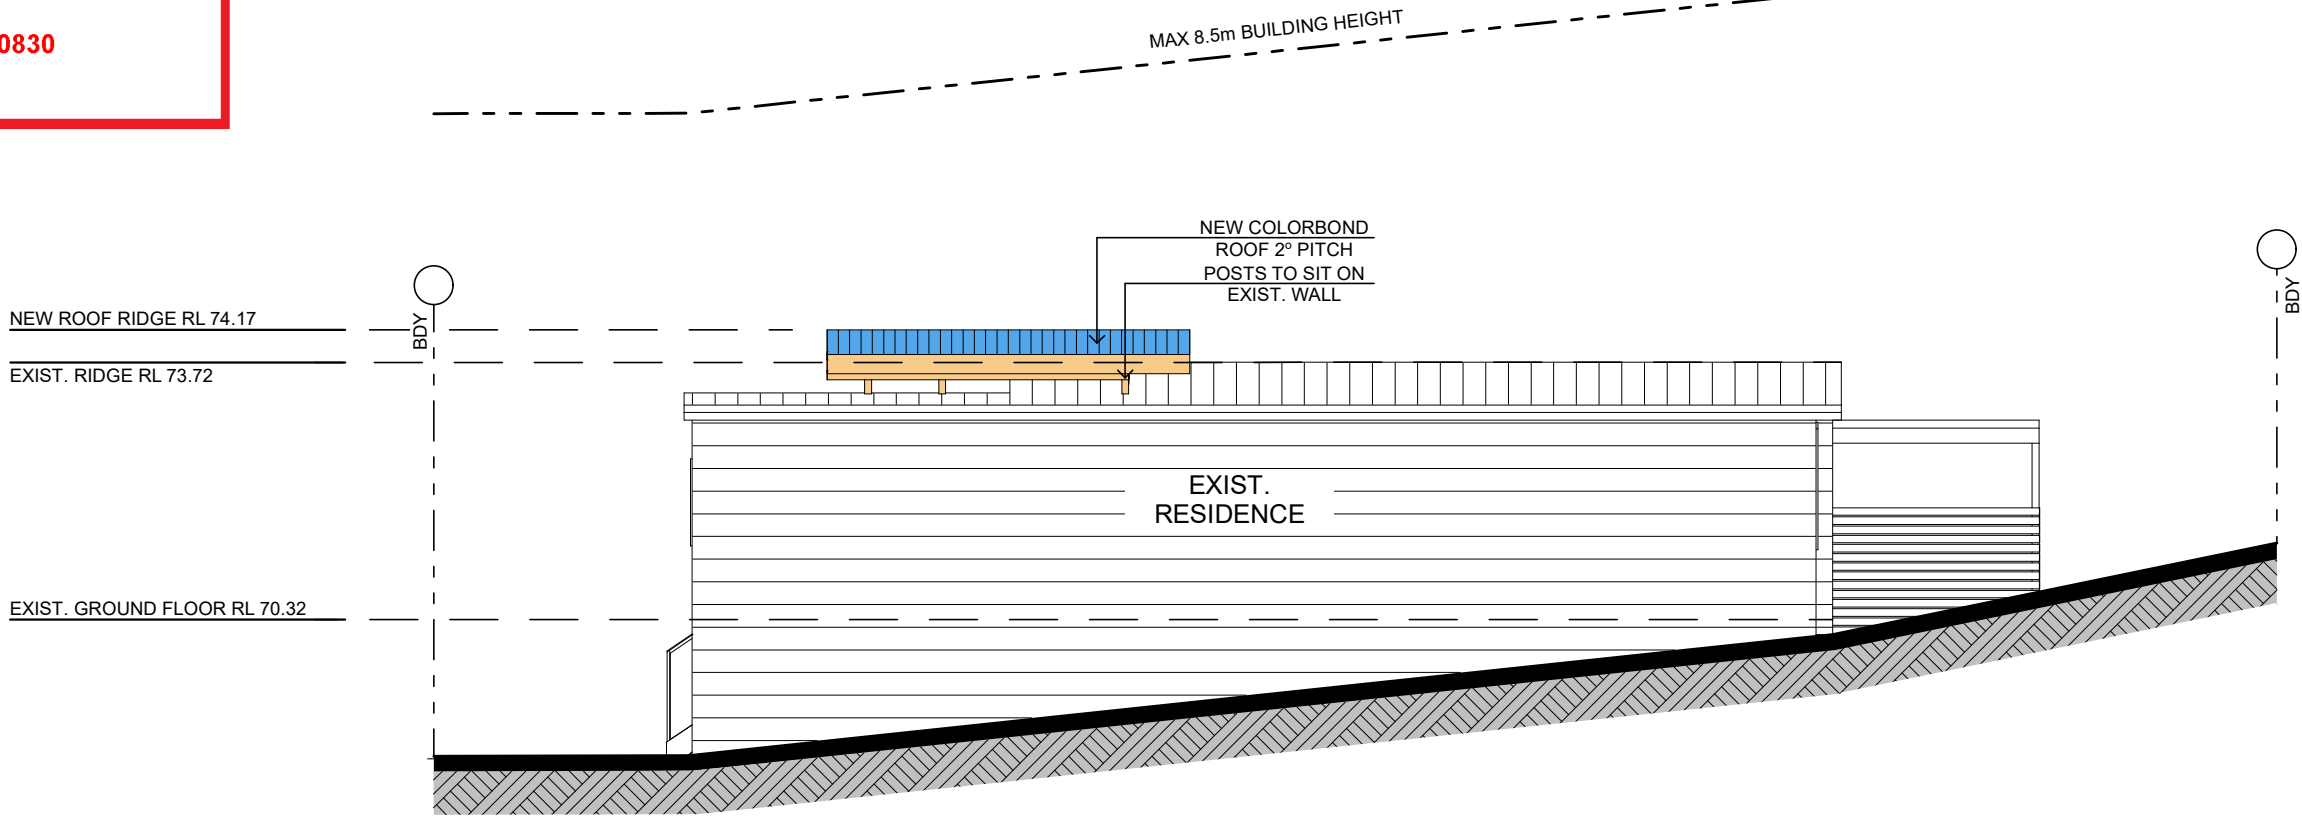 0830
MAX 8.5m BUILDING HEIGHT
NEW COLORBOND
ROOF 2º PITCH
POSTS TO SIT ON
EXIST. WALL
NEW ROOF RIDGE RL 74.17
BDY
BDY
EXIST. RIDGE RL 73.72
EXIST.
RESIDENCE
EXIST. GROUND FLOOR RL 70.32